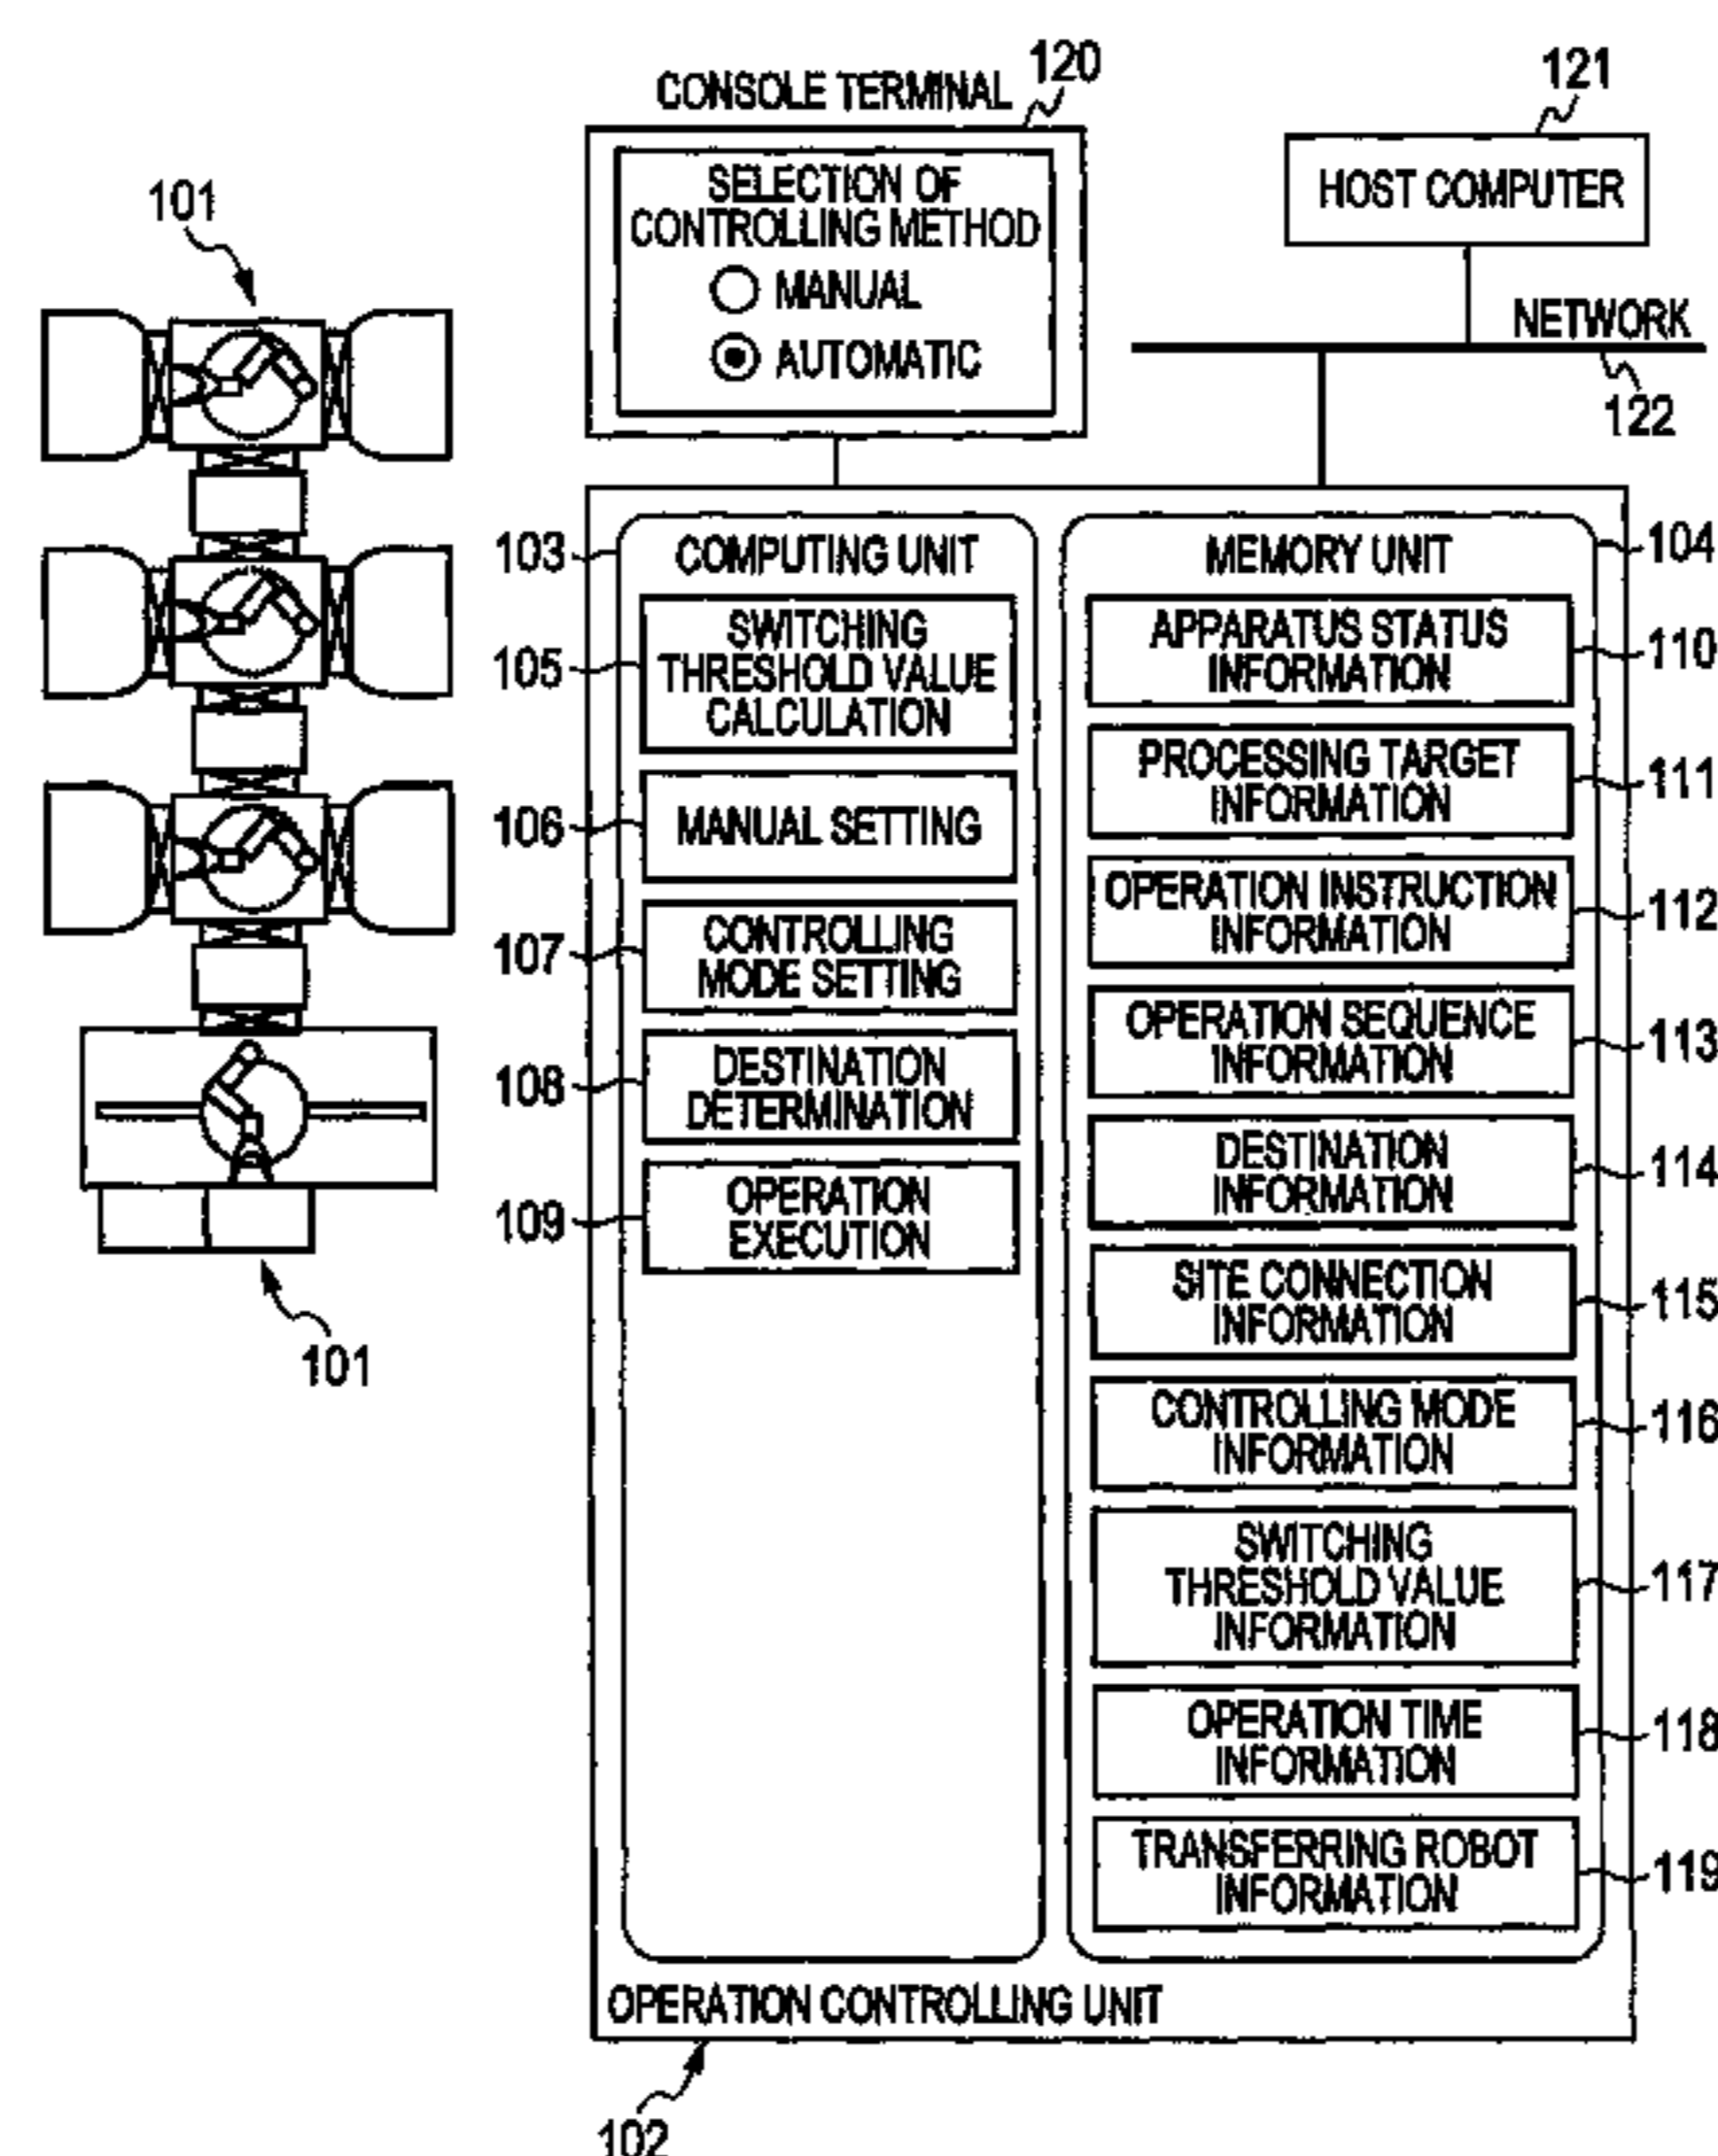 120
CONSOLE TERMINAL
SELECTION OF
CONTROLLING METHOD
MANUAL
AUTOMATIC
121
HOST COMPUTER
NETWORK
122
101
101
103
COMPUTING UNIT
105
SWITCHING
THRESHOLD VALUE
CALCULATION
106
MANUAL SETTING
107
CONTROLLING
MODE SETTING
108
DESTINATION
DETERMINATION
109
OPERATION
EXECUTION
MEMORY UNIT
104
APPARATUS STATUS
INFORMATION
110
PROCESSING TARGET
INFORMATION
111
OPERATION INSTRUCTION
INFORMATION
112
OPERATION SEQUENCE
INFORMATION
113
DESTINATION
INFORMATION
114
SITE CONNECTION
INFORMATION
115
CONTROLLING MODE
INFORMATION
116
SWITCHING
THRESHOLD VALUE
INFORMATION
117
OPERATION TIME
INFORMATION
118
TRANSFERRING ROBOT
INFORMATION
119
OPERATION CONTROLLING UNIT
102